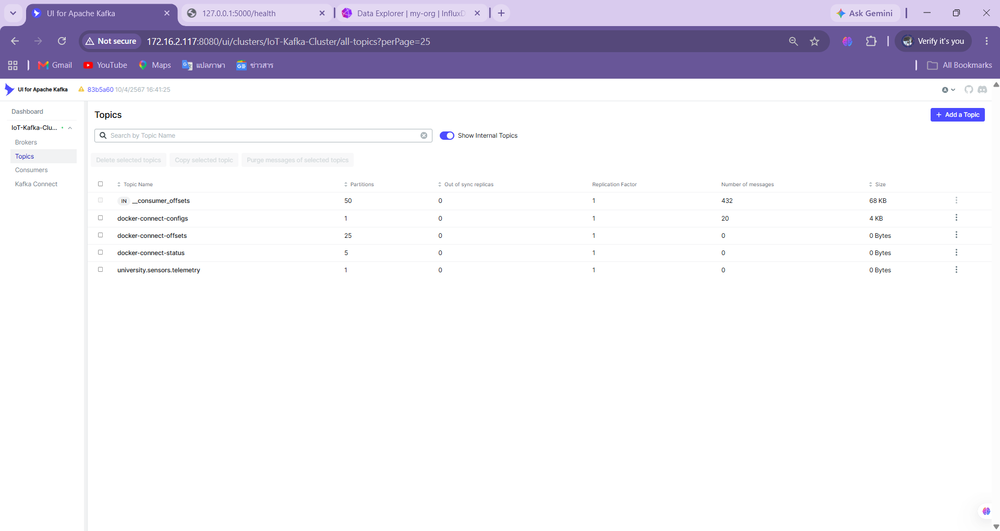 UI for Apache Kafka
127.0.0.1:5000/health
Data Explorer | my-org | InfluxD
Ask Gemini
Not secure
172.16.2.117:8080/ui/clusters/IoT-Kafka-Cluster/all-topics?perPage=25
Verify it's you
Gmail
YouTube
Maps
แปลภาษา
ข่าวสาร
All Bookmarks
UI for Apache Kafka
83b5a60 10/4/2567 16:41:25
A
Dashboard
IoT-Kafka-Clu...
Brokers
Topics
Consumers
Kafka Connect
Topics
+ Add a Topic
Search by Topic Name
Show Internal Topics
Delete selected topics
Copy selected topic
Purge messages of selected topics
Topic Name Partitions Out of sync replicas Replication Factor Number of messages Size
IN __consumer_offsets 50 0 1 432 68 KB
docker-connect-configs 1 0 1 20 4 KB
docker-connect-offsets 25 0 1 0 0 Bytes
docker-connect-status 5 0 1 0 0 Bytes
university.sensors.telemetry 1 0 1 0 0 Bytes